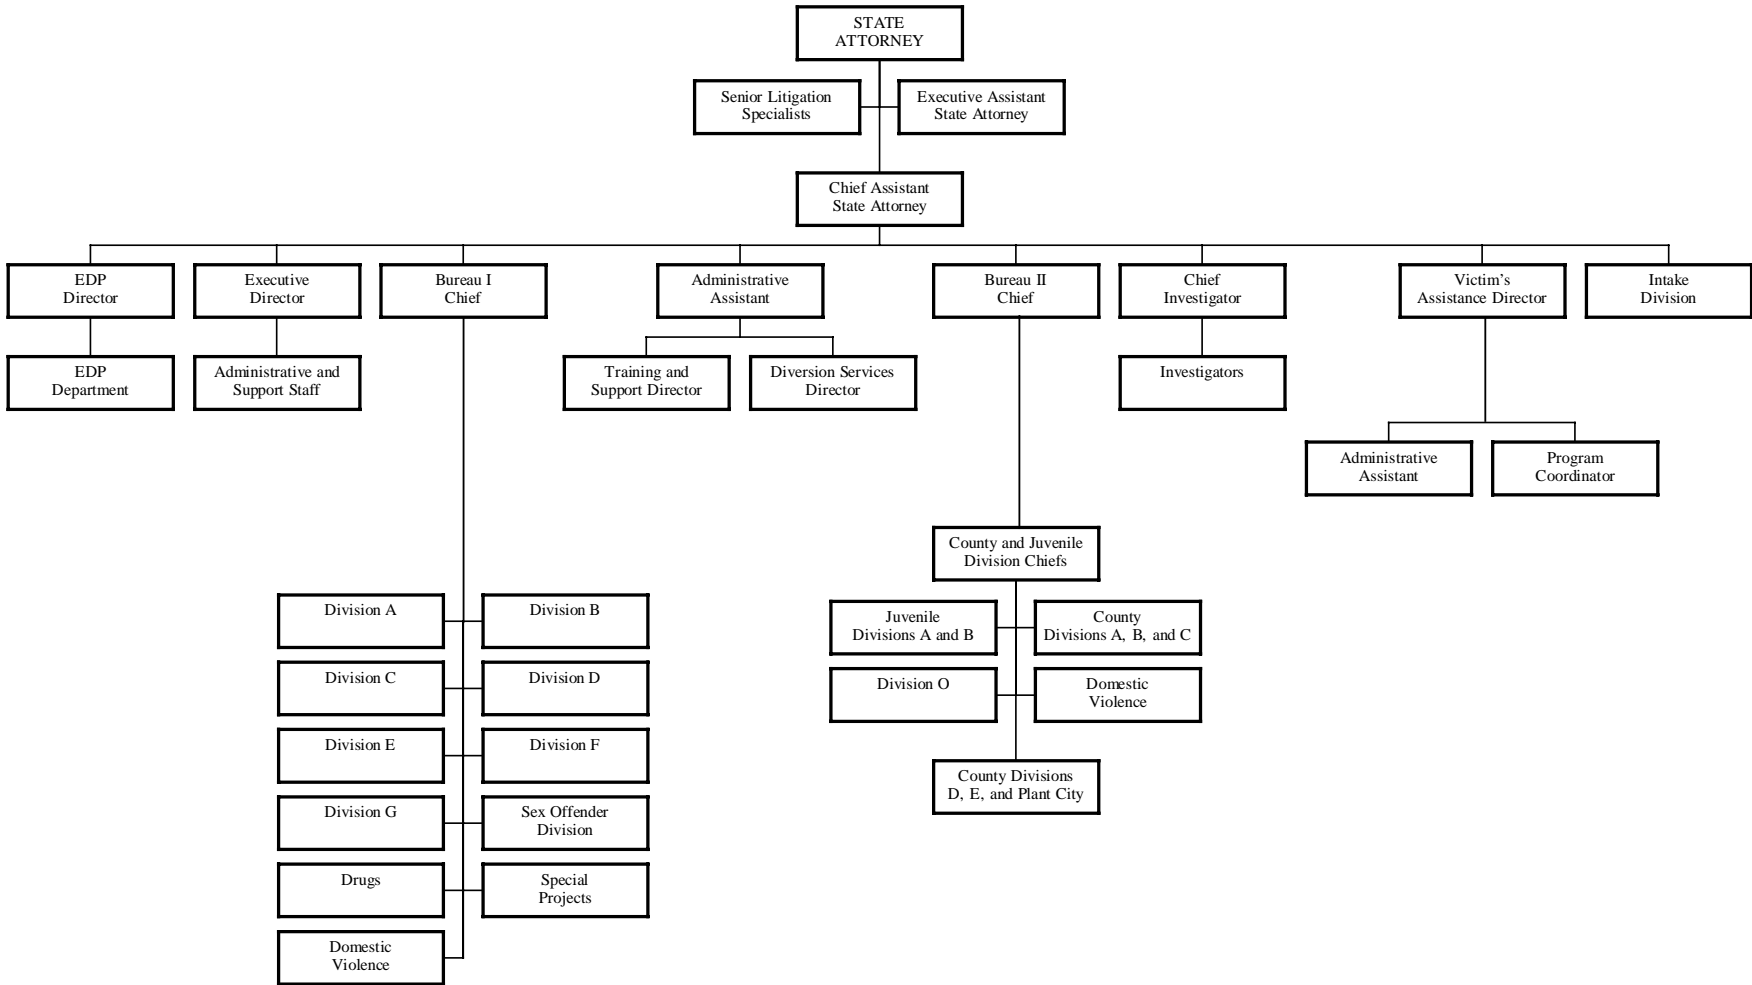 STATE
ATTORNEY
Senior Litigation
Specialists
Executive Assistant
State Attorney
Chief Assistant
State Attorney
EDP
Director
Executive
Director
Bureau I
Chief
Administrative
Assistant
Bureau II
Chief
Chief
Investigator
Victim's
Assistance Director
Intake
Division
EDP
Department
Administrative and
Support Staff
Training and
Support Director
Diversion Services
Director
Investigators
Administrative
Assistant
Program
Coordinator
County and Juvenile
Division Chiefs
Division A
Division B
Juvenile
Divisions A and B
County
Divisions A, B, and C
Division C
Division D
Division O
Domestic
Violence
Division E
Division F
County Divisions
D, E, and Plant City
Division G
Sex Offender
Division
Drugs
Special
Projects
Domestic
Violence